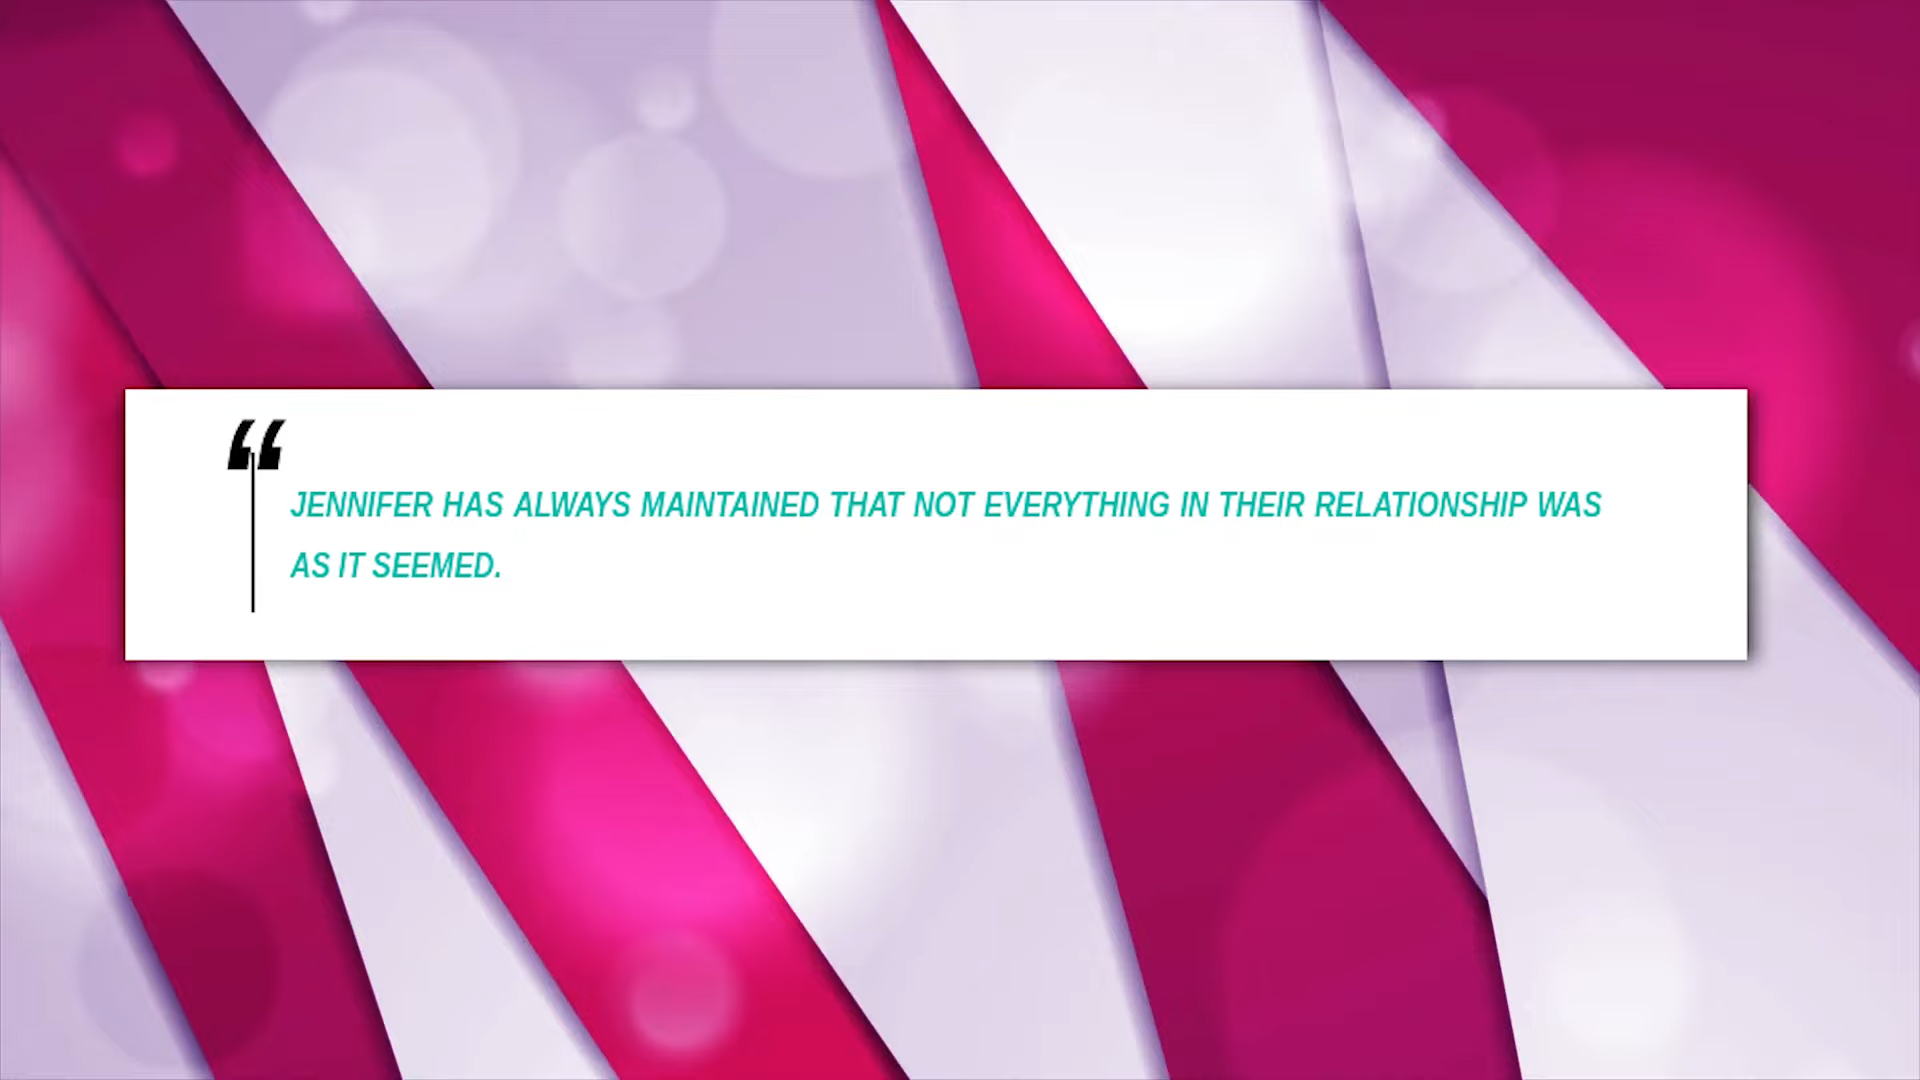 “
JENNIFER HAS ALWAYS MAINTAINED THAT NOT EVERYTHING IN THEIR RELATIONSHIP WAS
AS IT SEEMED.